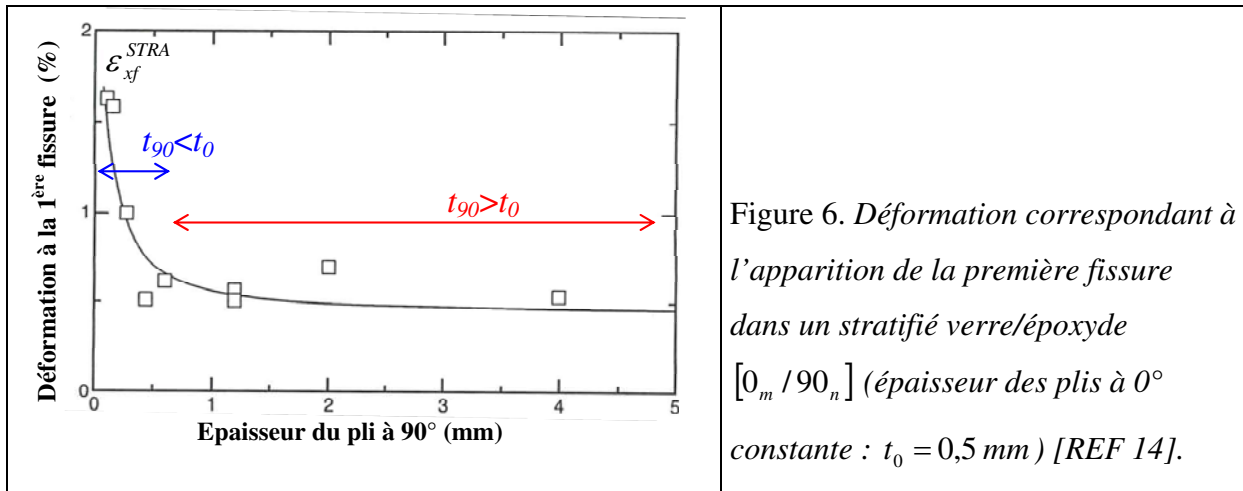 2
1
0
0
1
2
3
4
5
Déformation à la 1ère fissure (%)
ε_xf^STRA
t90<t0
t90>t0
Epaisseur du pli à 90° (mm)
Figure 6. Déformation correspondant à
l'apparition de la première fissure
dans un stratifié verre/époxyde
[0m / 90n] (épaisseur des plis à 0°
constante : t0 = 0,5 mm ) [REF 14].